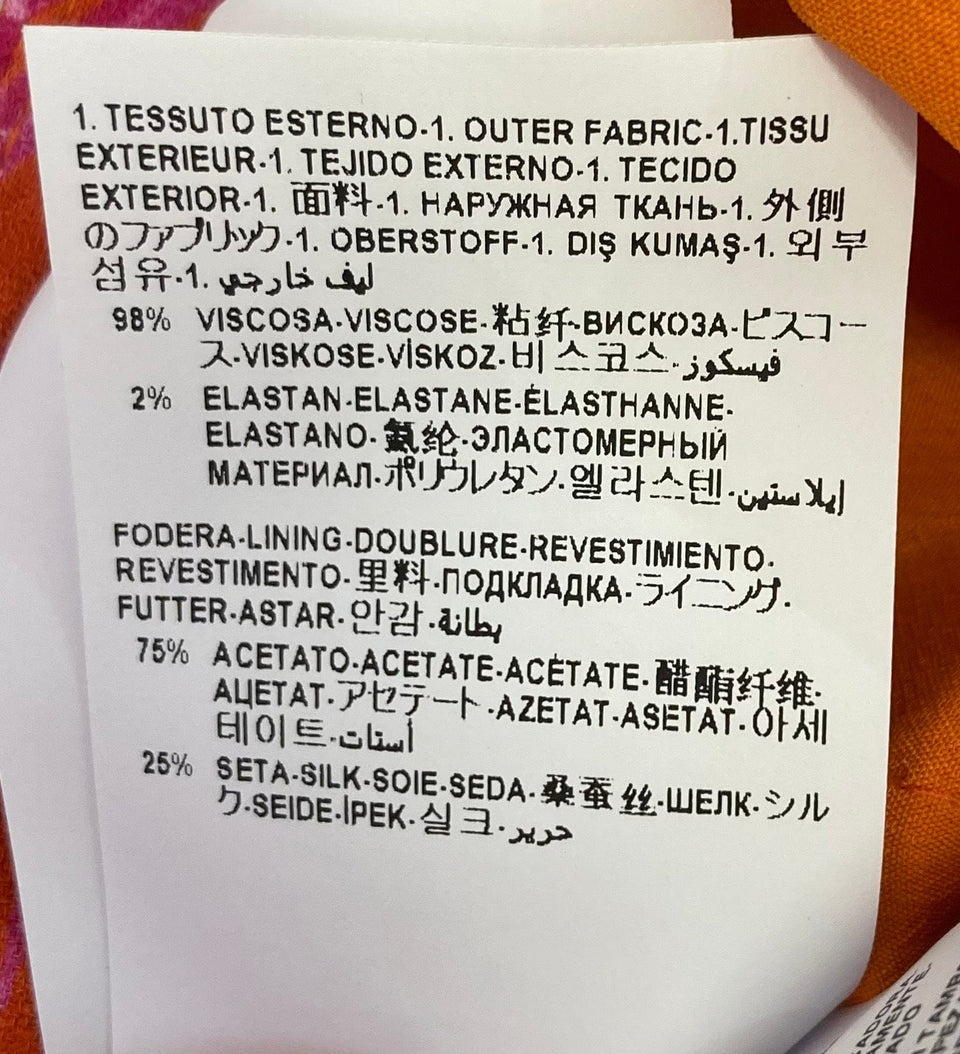 1. TESSUTO ESTERNO-1. OUTER FABRIC-1.TISSU
EXTERIEUR-1. TEJIDO EXTERNO-1. TECIDO
EXTERIOR-1. 面料-1. НАРУЖНАЯ ТКАНЬ-1. 外側
のファブリック-1. OBERSTOFF-1. DIŞ KUMAŞ-1. 외부
섬유-1. ليف خارجي
98% VISCOSA-VISCOSE-粘纤-ВИСКОЗА-ビスコー
ス-VISKOSE-VİSKOZ-비스코스-فيسكوز
2% ELASTAN-ELASTANE-ÉLASTHANNE-
ELASTANO-氨纶-ЭЛАСТОМЕРНЫЙ
МАТЕРИАЛ-ポリウレタン-엘라스텐-إيلاستين
FODERA-LINING-DOUBLURE-REVESTIMIENTO-
REVESTIMENTO-里料-ПОДКЛАДКА-ライニング-
FUTTER-ASTAR-안감-بطانة
75% ACETATO-ACETATE-ACÉTATE-醋酯纤维-
АЦЕТАТ-アセテート-AZETAT-ASETAT-아세
테이트-أستات
25% SETA-SILK-SOIE-SEDA-桑蚕丝-ШЕЛК-シル
ク-SEIDE-İPEK-실크-حرير